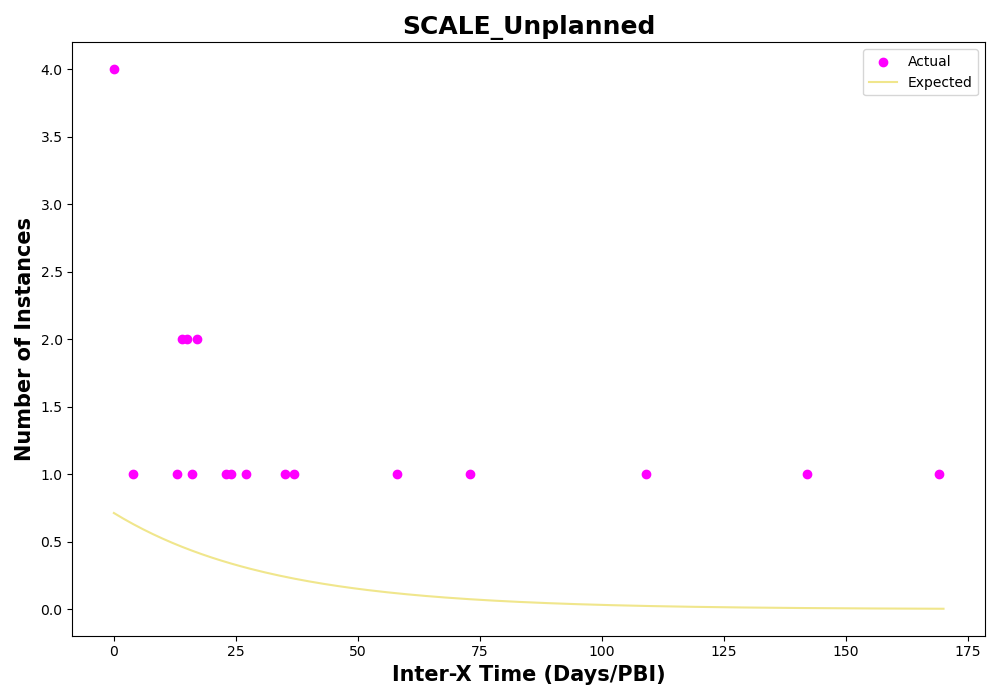 SCALE_Unplanned
Actual
Expected
4.0
3.5
3.0
2.5
2.0
1.5
1.0
0.5
0.0
Number of Instances
0 25 50 75 100 125 150 175
Inter-X Time (Days/PBI)